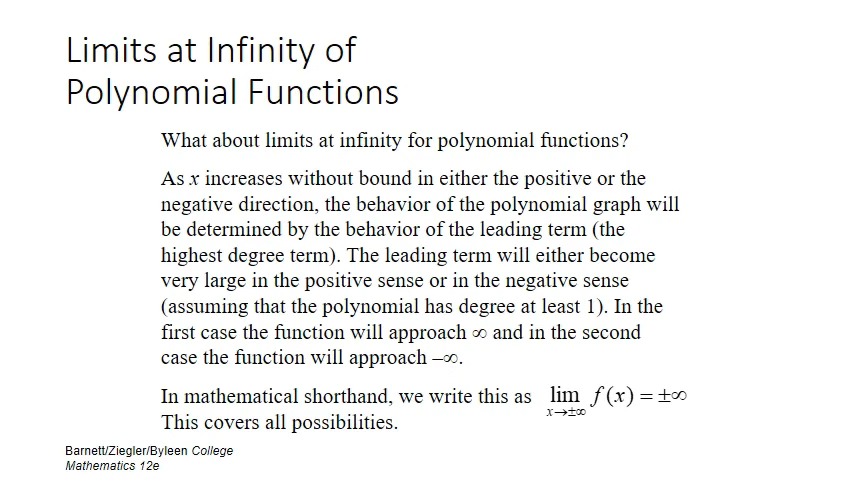 Limits at Infinity of
Polynomial Functions
What about limits at infinity for polynomial functions?
As x increases without bound in either the positive or the
negative direction, the behavior of the polynomial graph will
be determined by the behavior of the leading term (the
highest degree term). The leading term will either become
very large in the positive sense or in the negative sense
(assuming that the polynomial has degree at least 1). In the
first case the function will approach ∞ and in the second
case the function will approach –∞.
In mathematical shorthand, we write this as lim x→±∞ f(x) = ±∞
This covers all possibilities.
Barnett/Ziegler/Byleen College
Mathematics 12e